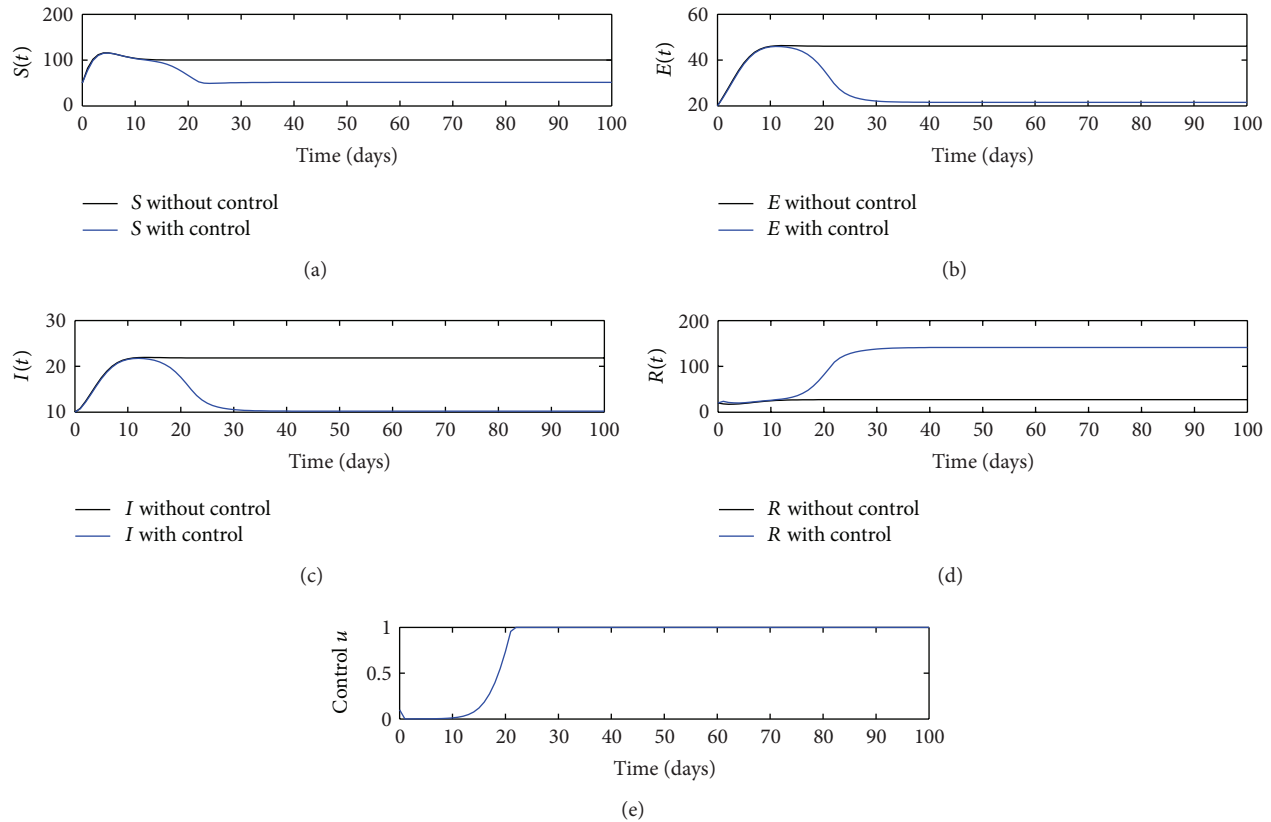 200
100
0
S(t)
0 10 20 30 40 50 60 70 80 90 100
Time (days)
S without control
S with control
(a)
60
40
20
E(t)
0 10 20 30 40 50 60 70 80 90 100
Time (days)
E without control
E with control
(b)
30
20
10
I(t)
0 10 20 30 40 50 60 70 80 90 100
Time (days)
I without control
I with control
(c)
200
100
0
R(t)
0 10 20 30 40 50 60 70 80 90 100
Time (days)
R without control
R with control
(d)
1
0.5
0
Control u
0 10 20 30 40 50 60 70 80 90 100
Time (days)
(e)